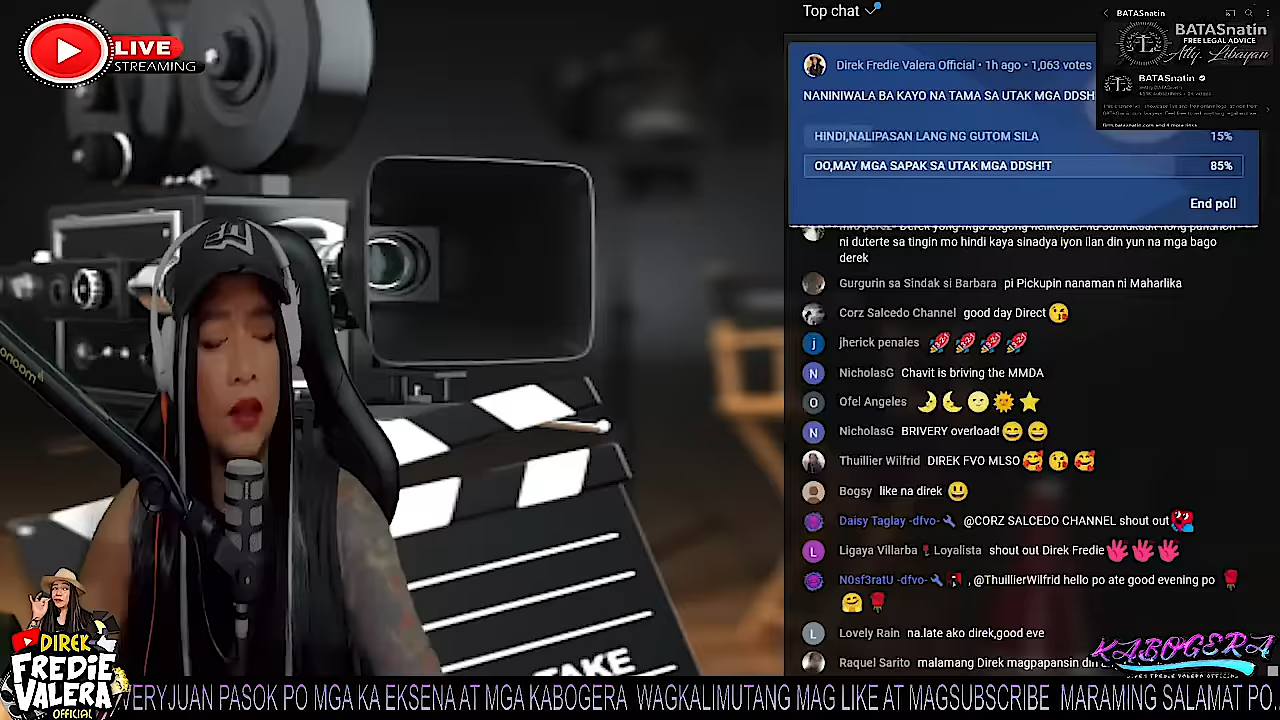 LIVE
STREAMING
Top chat
BATASnatin
BATASnatin
FREE LEGAL ADVICE
BATASnatin
Direk Fredie Valera Official • 1h ago • 1,063 votes
NANINIWALA BA KAYO NA TAMA SA UTAK MGA DDSH
HINDI,NALIPASAN LANG NG GUTOM SILA 15%
OO,MAY MGA SAPAK SA UTAK MGA DDSH!T 85%
End poll
ni duterte sa tingin mo hindi kaya sinadya iyon Ilan din yun na mga bago
derek
Gurgurin sa Sindak si Barbara pi Pickupin nanaman ni Maharlika
Corz Salcedo Channel good day Direct 😘
jherick penales 🚀🚀🚀🚀
NicholasG Chavit is briving the MMDA
Ofel Angeles 🌛🌜🌝🌞⭐
NicholasG BRIVERY overload! 😄 😄
Thuillier Wilfrid DIREK FVO MLSO 🥰 😘 🥰
Bogsy like na direk 😃
Daisy Taglay -dfvo- @CORZ SALCEDO CHANNEL shout out
Ligaya Villarba 🌹 Loyalista shout out Direk Fredie
N0sf3ratU -dfvo- , @ThuillierWilfrid hello po ate good evening po 🌹
🤗 🌹
Lovely Rain na.late ako direk,good eve
Raquel Sarito malamang Direk magpapansin din
KABOGERA
DIREK
FREDIE
VALERA
OFFICIAL
TAKE
VERYJUAN PASOK PO MGA KA EKSENA AT MGA KABOGERA WAGKALIMUTANG MAG LIKE AT MAGSUBSCRIBE MARAMING SALAMAT PO.